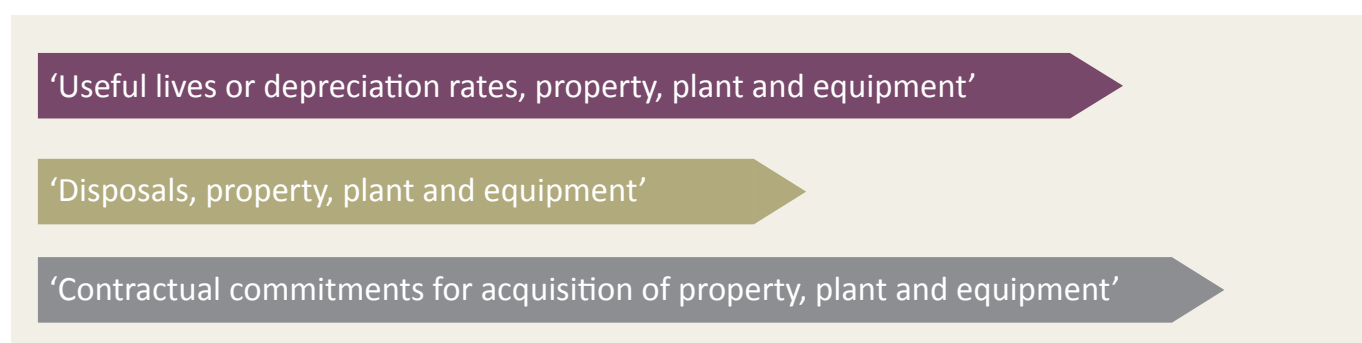 ‘Useful lives or depreciation rates, property, plant and equipment’
‘Disposals, property, plant and equipment’
‘Contractual commitments for acquisition of property, plant and equipment’